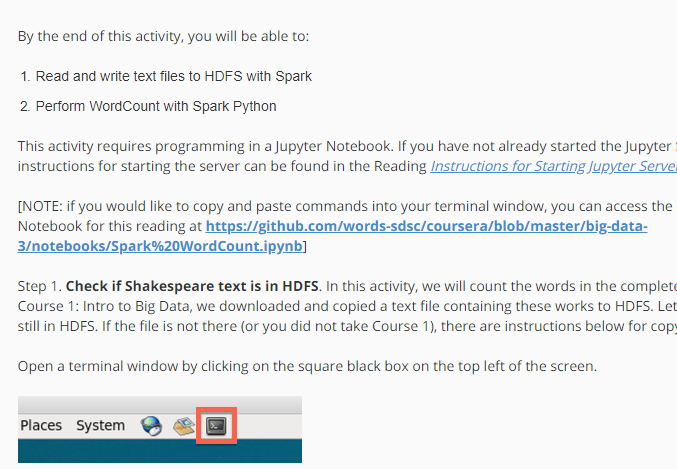 By the end of this activity, you will be able to:
1. Read and write text files to HDFS with Spark
2. Perform WordCount with Spark Python
This activity requires programming in a Jupyter Notebook. If you have not already started the Jupyter
instructions for starting the server can be found in the Reading Instructions for Starting Jupyter Serve
[NOTE: if you would like to copy and paste commands into your terminal window, you can access the
Notebook for this reading at https://github.com/words-sdsc/coursera/blob/master/big-data-
3/notebooks/Spark%20WordCount.ipynb]
Step 1. Check if Shakespeare text is in HDFS. In this activity, we will count the words in the complete
Course 1: Intro to Big Data, we downloaded and copied a text file containing these works to HDFS. Let
still in HDFS. If the file is not there (or you did not take Course 1), there are instructions below for copy
Open a terminal window by clicking on the square black box on the top left of the screen.
Places System